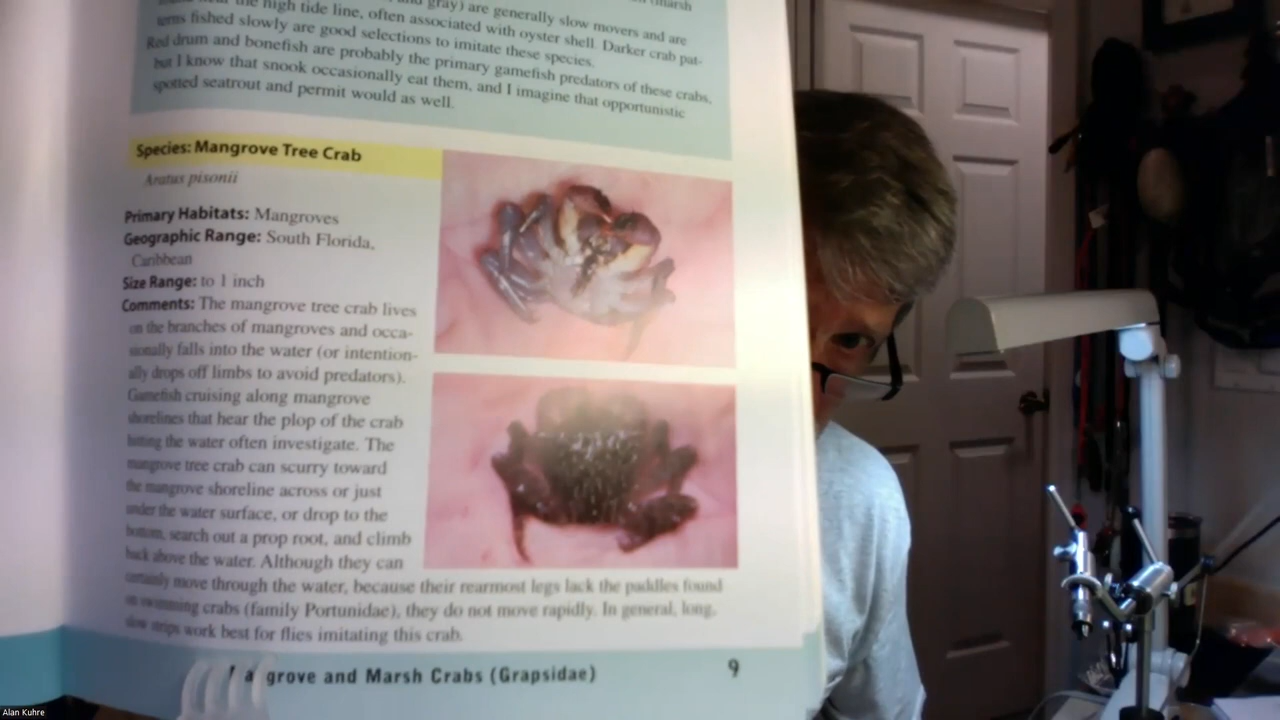 the high tide line, often associated with oyster shell. Darker crab pat-
and gray) are generally slow movers and are
terns fished slowly are good selections to imitate these species.
Red drum and bonefish are probably the primary gamefish predators of these crabs,
but I know that snook occasionally eat them, and I imagine that opportunistic
spotted seatrout and permit would as well.
Species: Mangrove Tree Crab
Aratus pisonii
Primary Habitats: Mangroves
Geographic Range: South Florida,
Caribbean
Size Range: to 1 inch
Comments: The mangrove tree crab lives
on the branches of mangroves and occa-
sionally falls into the water (or intention-
ally drops off limbs to avoid predators).
Gamefish cruising along mangrove
shorelines that hear the plop of the crab
hitting the water often investigate. The
mangrove tree crab can scurry toward
the mangrove shoreline across or just
under the water surface, or drop to the
bottom, search out a prop root, and climb
back above the water. Although they can
certainly move through the water, because their rearmost legs lack the paddles found
on swimming crabs (family Portunidae), they do not move rapidly. In general, long,
slow strips work best for flies imitating this crab.
grove and Marsh Crabs (Grapsidae) 9
Alan Kuhre